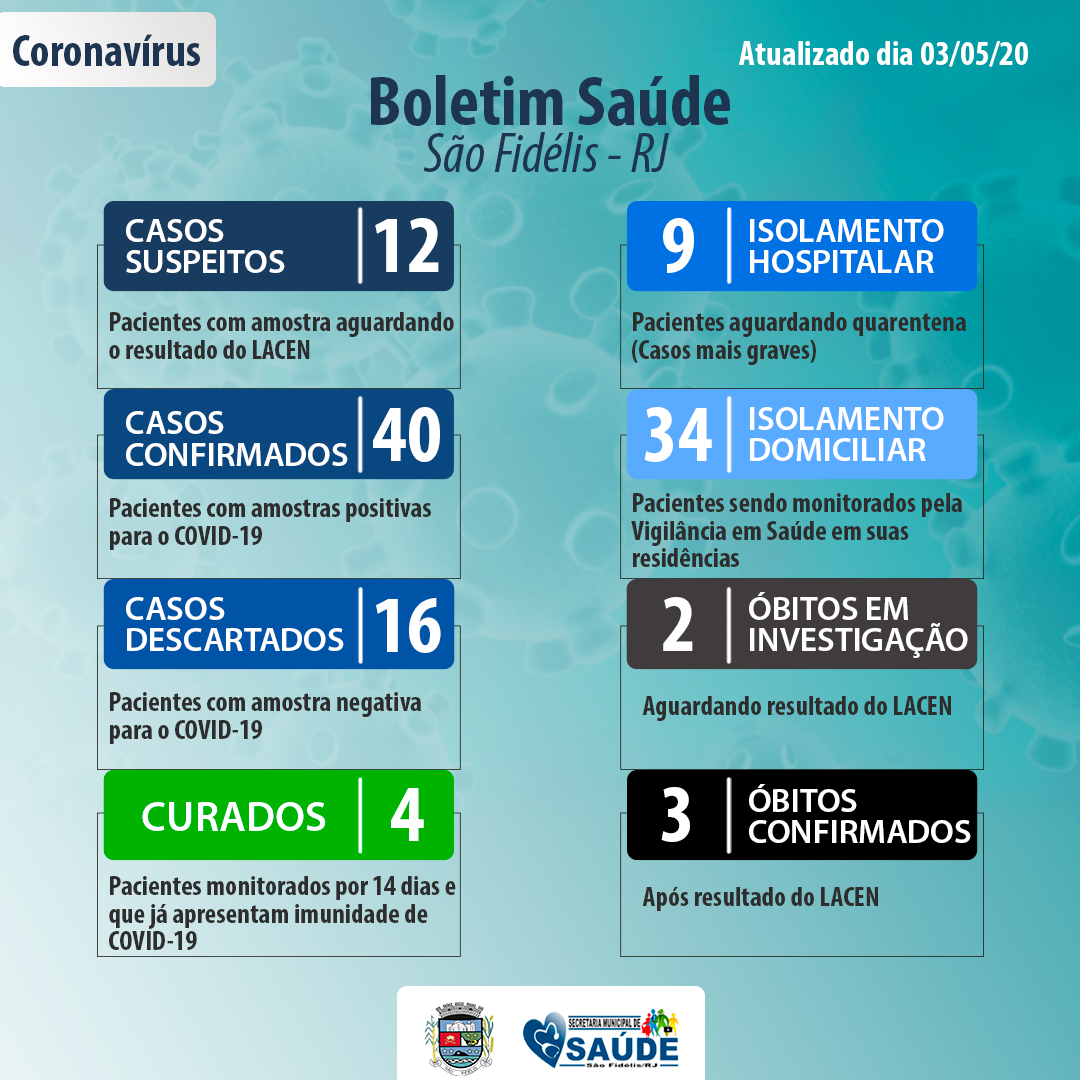 Coronavírus
Atualizado dia 03/05/20
Boletim Saúde
São Fidélis - RJ
CASOS
SUSPEITOS
12
Pacientes com amostra aguardando
o resultado do LACEN
CASOS
CONFIRMADOS
40
Pacientes com amostras positivas
para o COVID-19
CASOS
DESCARTADOS
16
Pacientes com amostra negativa
para o COVID-19
CURADOS
4
Pacientes monitorados por 14 dias e
que já apresentam imunidade de
COVID-19
9
ISOLAMENTO
HOSPITALAR
Pacientes aguardando quarentena
(Casos mais graves)
34
ISOLAMENTO
DOMICILIAR
Pacientes sendo monitorados pela
Vigilância em Saúde em suas
residências
2
ÓBITOS EM
INVESTIGAÇÃO
Aguardando resultado do LACEN
3
ÓBITOS
CONFIRMADOS
Após resultado do LACEN
SÃO FIDÉLIS
SECRETARIA MUNICIPAL DE
SAÚDE
São Fidélis/RJ